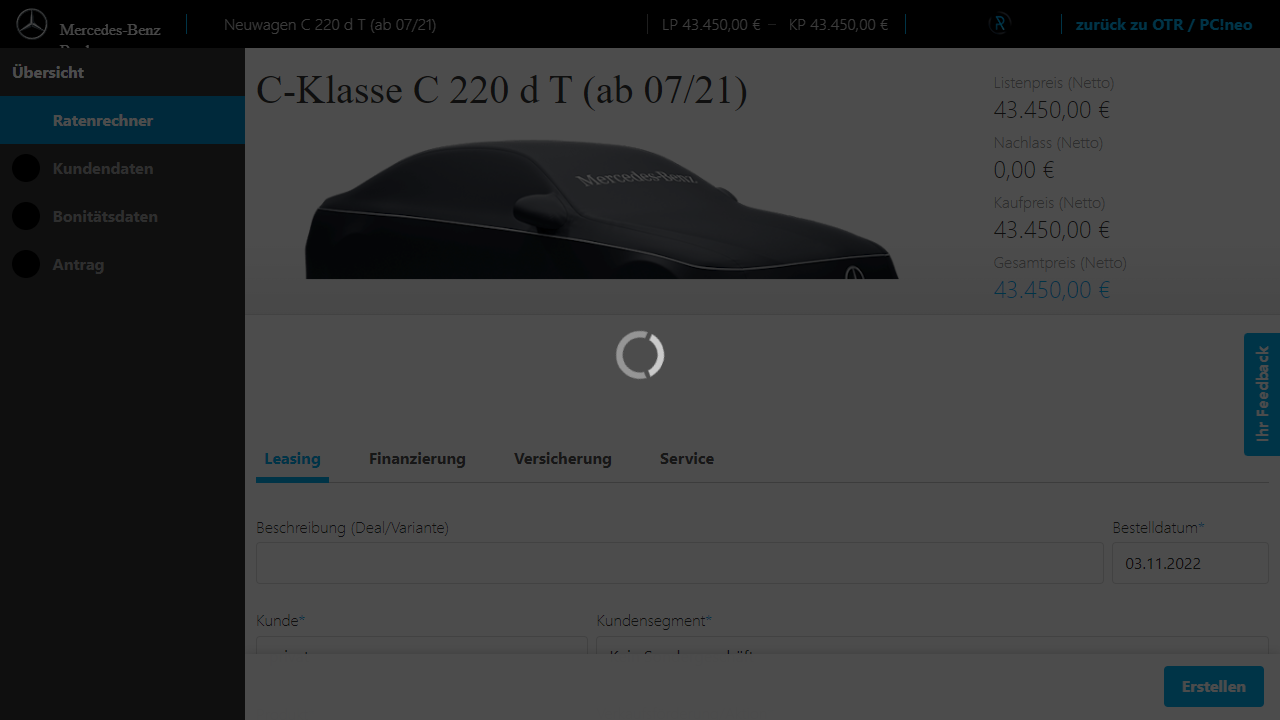 Mercedes-Benz
Neuwagen C 220 d T (ab 07/21)
LP 43.450,00 € – KP 43.450,00 €
zurück zu OTR / PC!neo
Übersicht
Ratenrechner
Kundendaten
Bonitätsdaten
Antrag
C-Klasse C 220 d T (ab 07/21)
Mercedes-Benz
Listenpreis (Netto)
43.450,00 €
Nachlass (Netto)
0,00 €
Kaufpreis (Netto)
43.450,00 €
Gesamtpreis (Netto)
43.450,00 €
Ihr Feedback
Leasing Finanzierung Versicherung Service
Beschreibung (Deal/Variante) Bestelldatum*
03.11.2022
Kunde* Kundensegment*
Erstellen